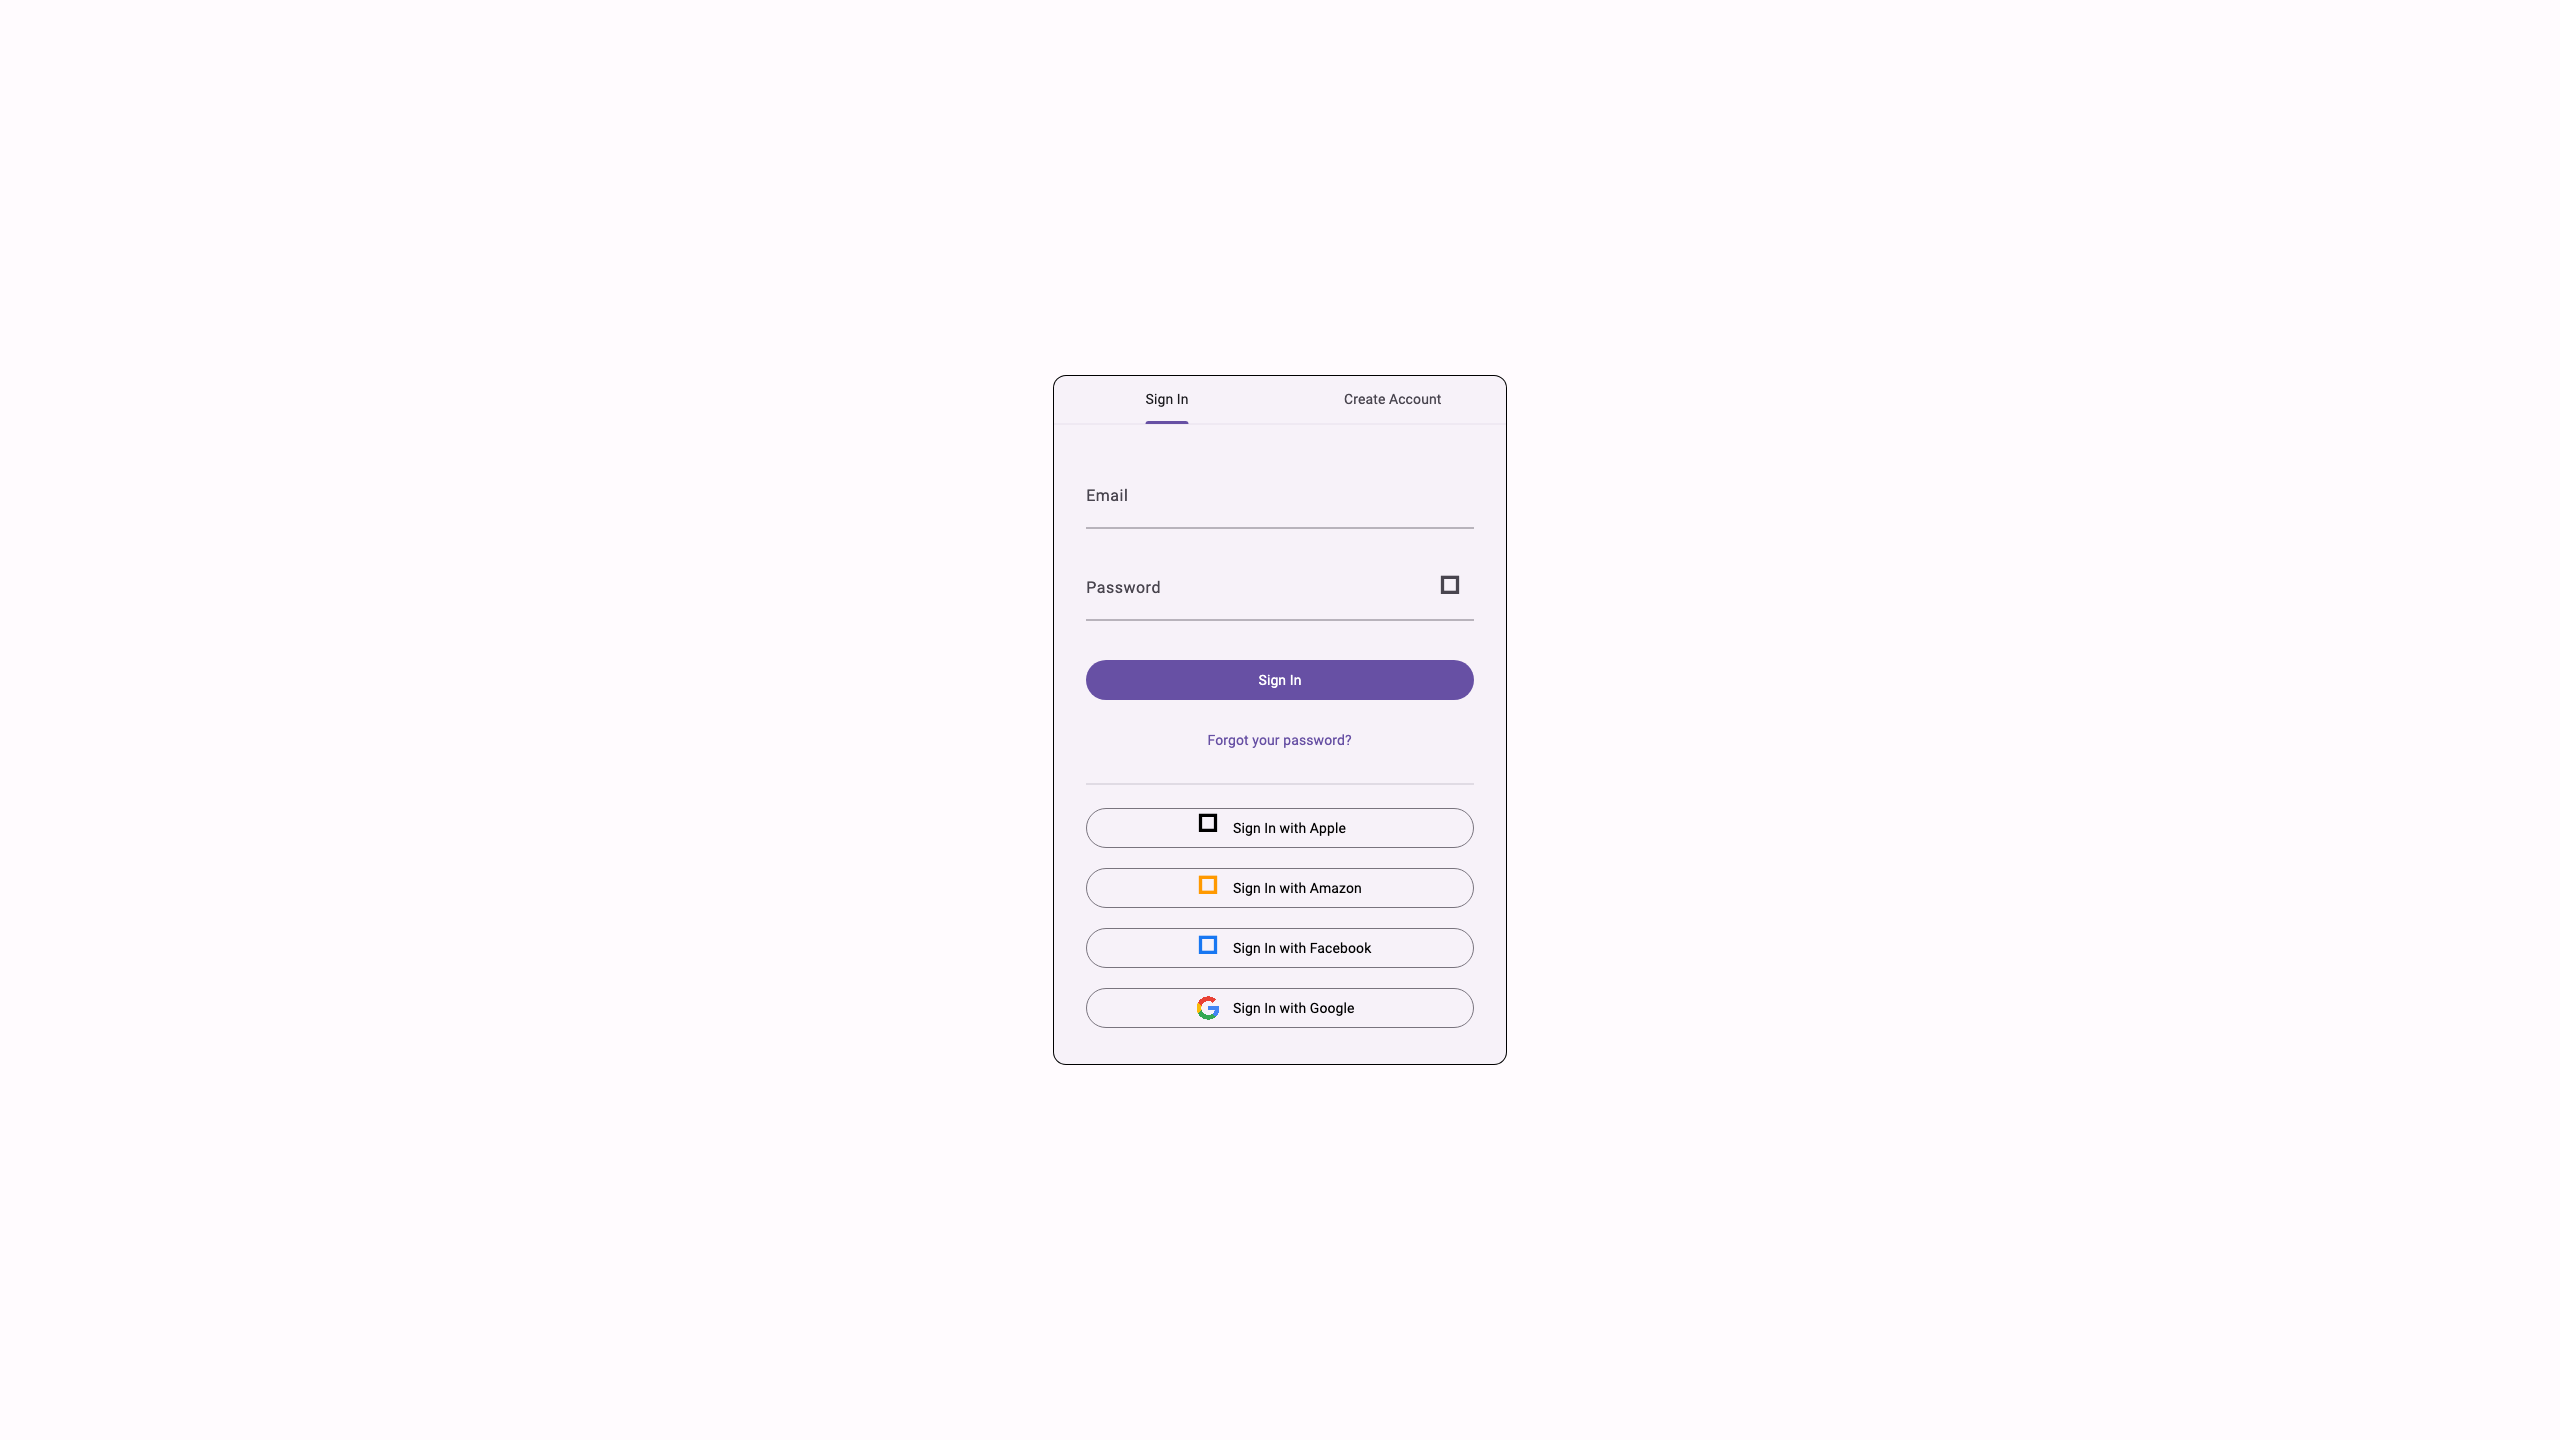 Sign In
Create Account
Email
Password
Sign In
Forgot your password?
Sign In with Apple
Sign In with Amazon
Sign In with Facebook
Sign In with Google